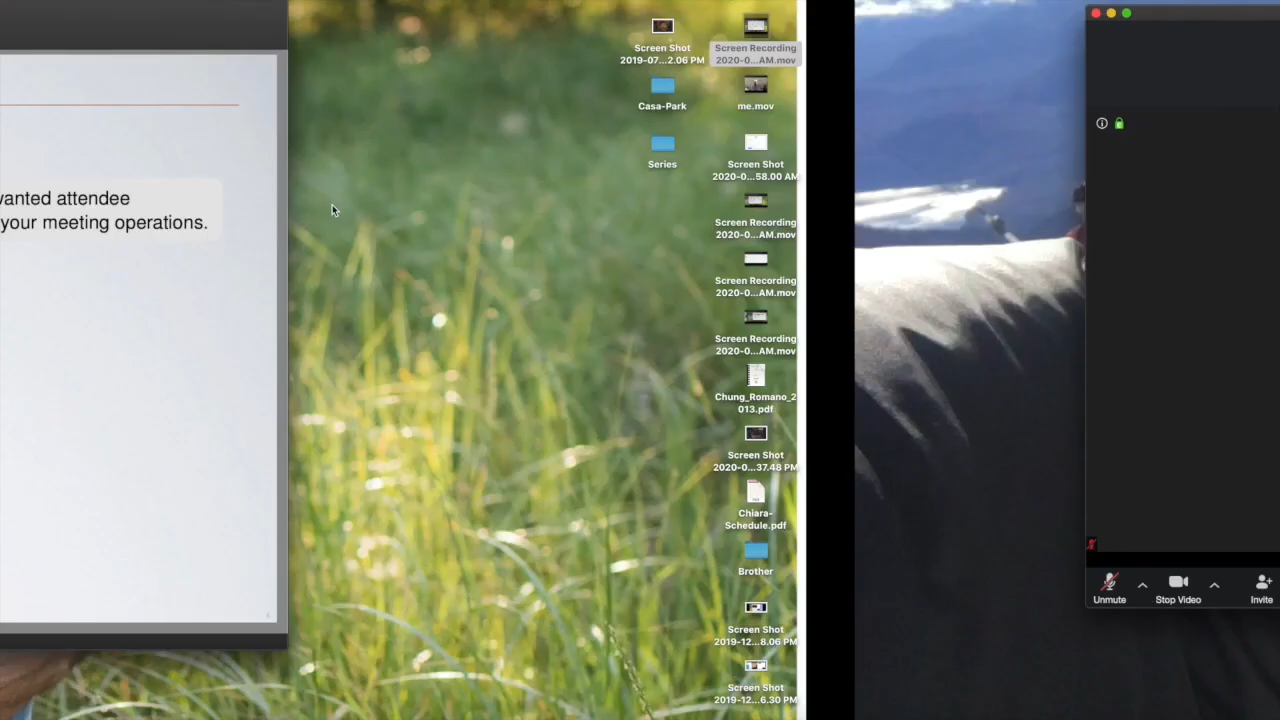 wanted attendee
your meeting operations.
Screen Shot
2019-07...2.06 PM
Casa-Park
Series
Screen Recording
2020-0...AM.mov
me.mov
Screen Shot
2020-0...58.00 AM
Screen Recording
2020-0...AM.mov
Screen Recording
2020-0...AM.mov
Screen Recording
2020-0...AM.mov
Chung_Romano_2
013.pdf
Screen Shot
2020-0...37.48 PM
Chiara-
Schedule.pdf
Brother
Screen Shot
2019-12...8.06 PM
Screen Shot
2019-12...6.30 PM
Unmute
Stop Video
Invite